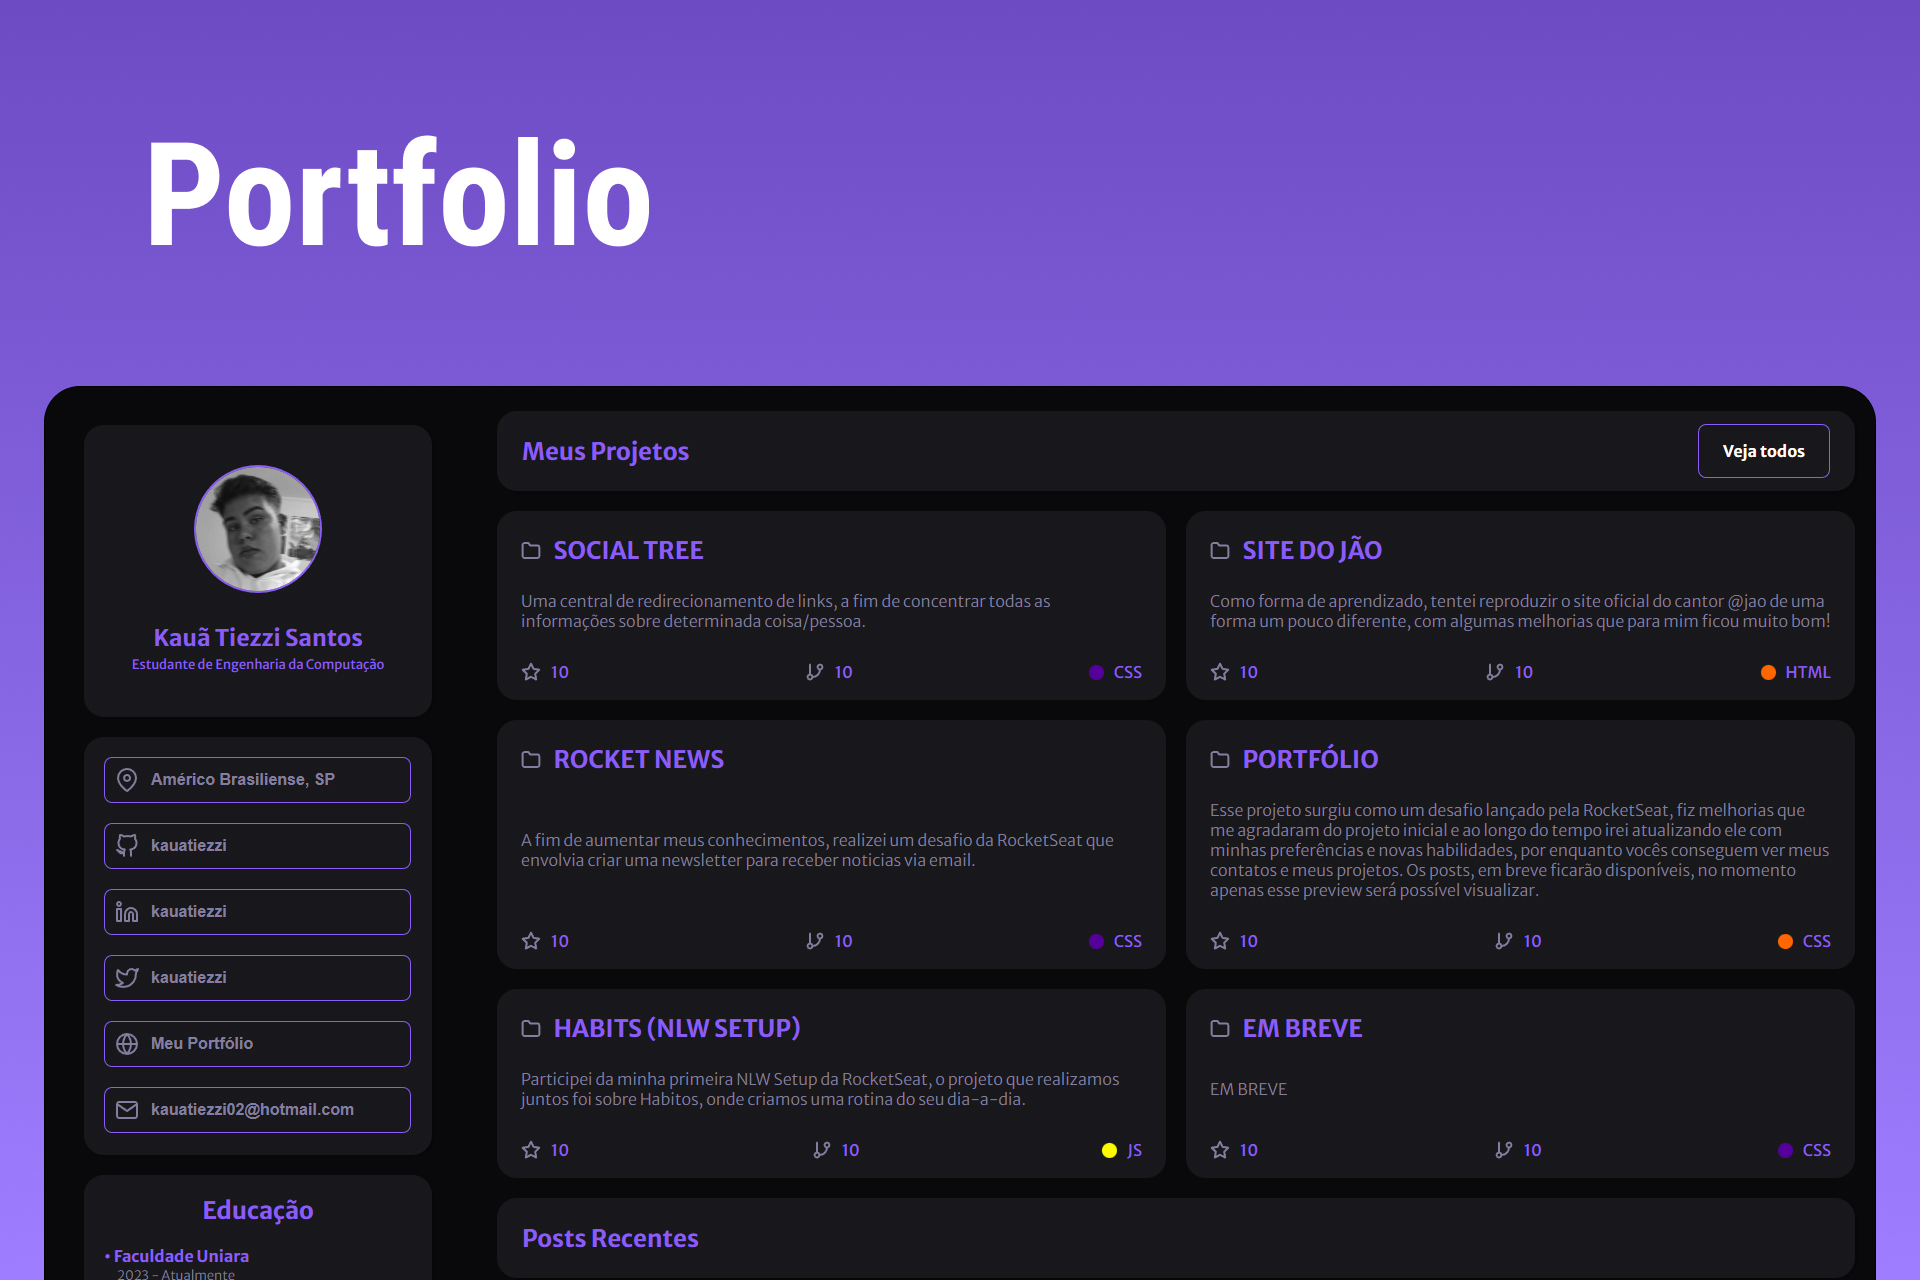 Portfolio
Kauã Tiezzi Santos
Estudante de Engenharia da Computação
Américo Brasiliense, SP
kauatiezzi
kauatiezzi
kauatiezzi
Meu Portfólio
kauatiezzi02@hotmail.com
Educação
• Faculdade Uniara
2023 - Atualmente
Meus Projetos
Veja todos
SOCIAL TREE
Uma central de redirecionamento de links, a fim de concentrar todas as
informações sobre determinada coisa/pessoa.
10
10
CSS
SITE DO JÃO
Como forma de aprendizado, tentei reproduzir o site oficial do cantor @jao de uma
forma um pouco diferente, com algumas melhorias que para mim ficou muito bom!
10
10
HTML
ROCKET NEWS
A fim de aumentar meus conhecimentos, realizei um desafio da RocketSeat que
envolvia criar uma newsletter para receber noticias via email.
10
10
CSS
PORTFÓLIO
Esse projeto surgiu como um desafio lançado pela RocketSeat, fiz melhorias que
me agradaram do projeto inicial e ao longo do tempo irei atualizando ele com
minhas preferências e novas habilidades, por enquanto vocês conseguem ver meus
contatos e meus projetos. Os posts, em breve ficarão disponíveis, no momento
apenas esse preview será possível visualizar.
10
10
CSS
HABITS (NLW SETUP)
Participei da minha primeira NLW Setup da RocketSeat, o projeto que realizamos
juntos foi sobre Habitos, onde criamos uma rotina do seu dia-a-dia.
10
10
JS
EM BREVE
EM BREVE
10
10
CSS
Posts Recentes